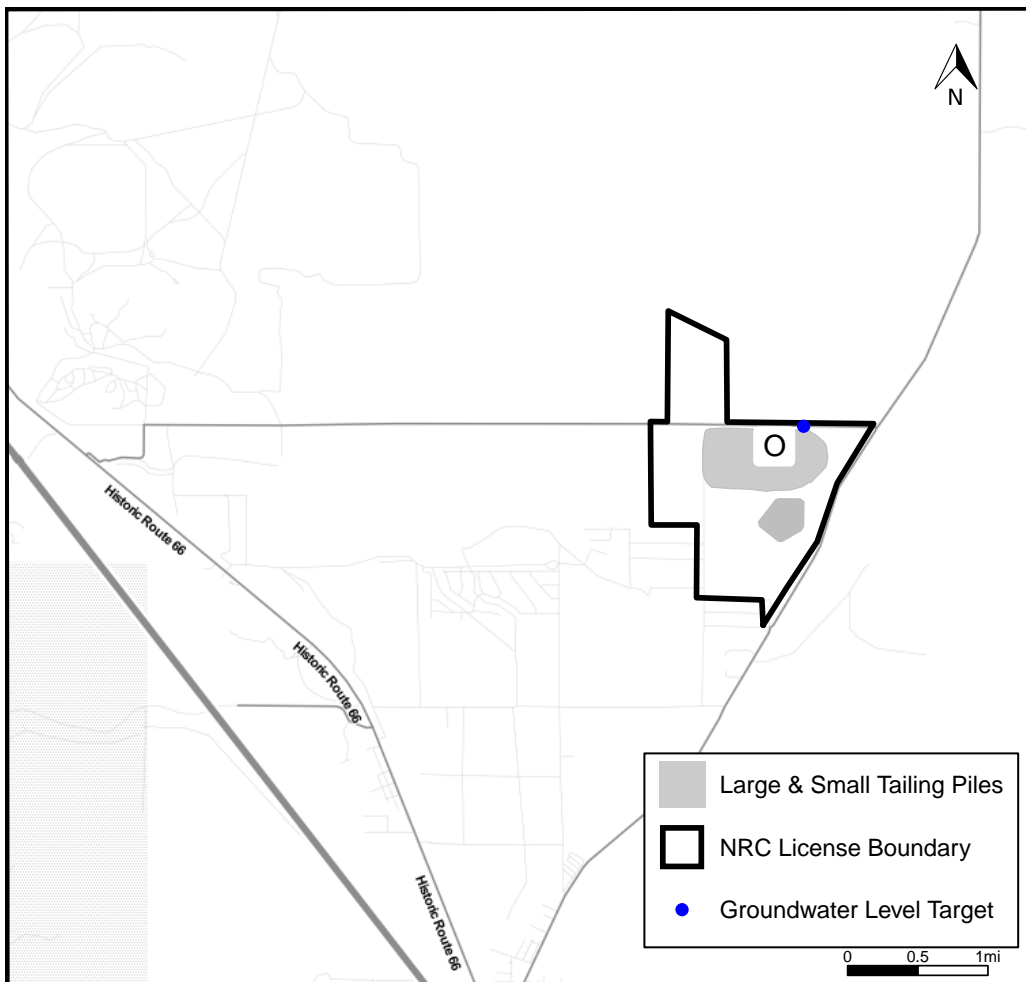 N
O
Historic Route 66
Historic Route 66
Historic Route 66
Large & Small Tailing Piles
NRC License Boundary
Groundwater Level Target
0 0.5 1mi